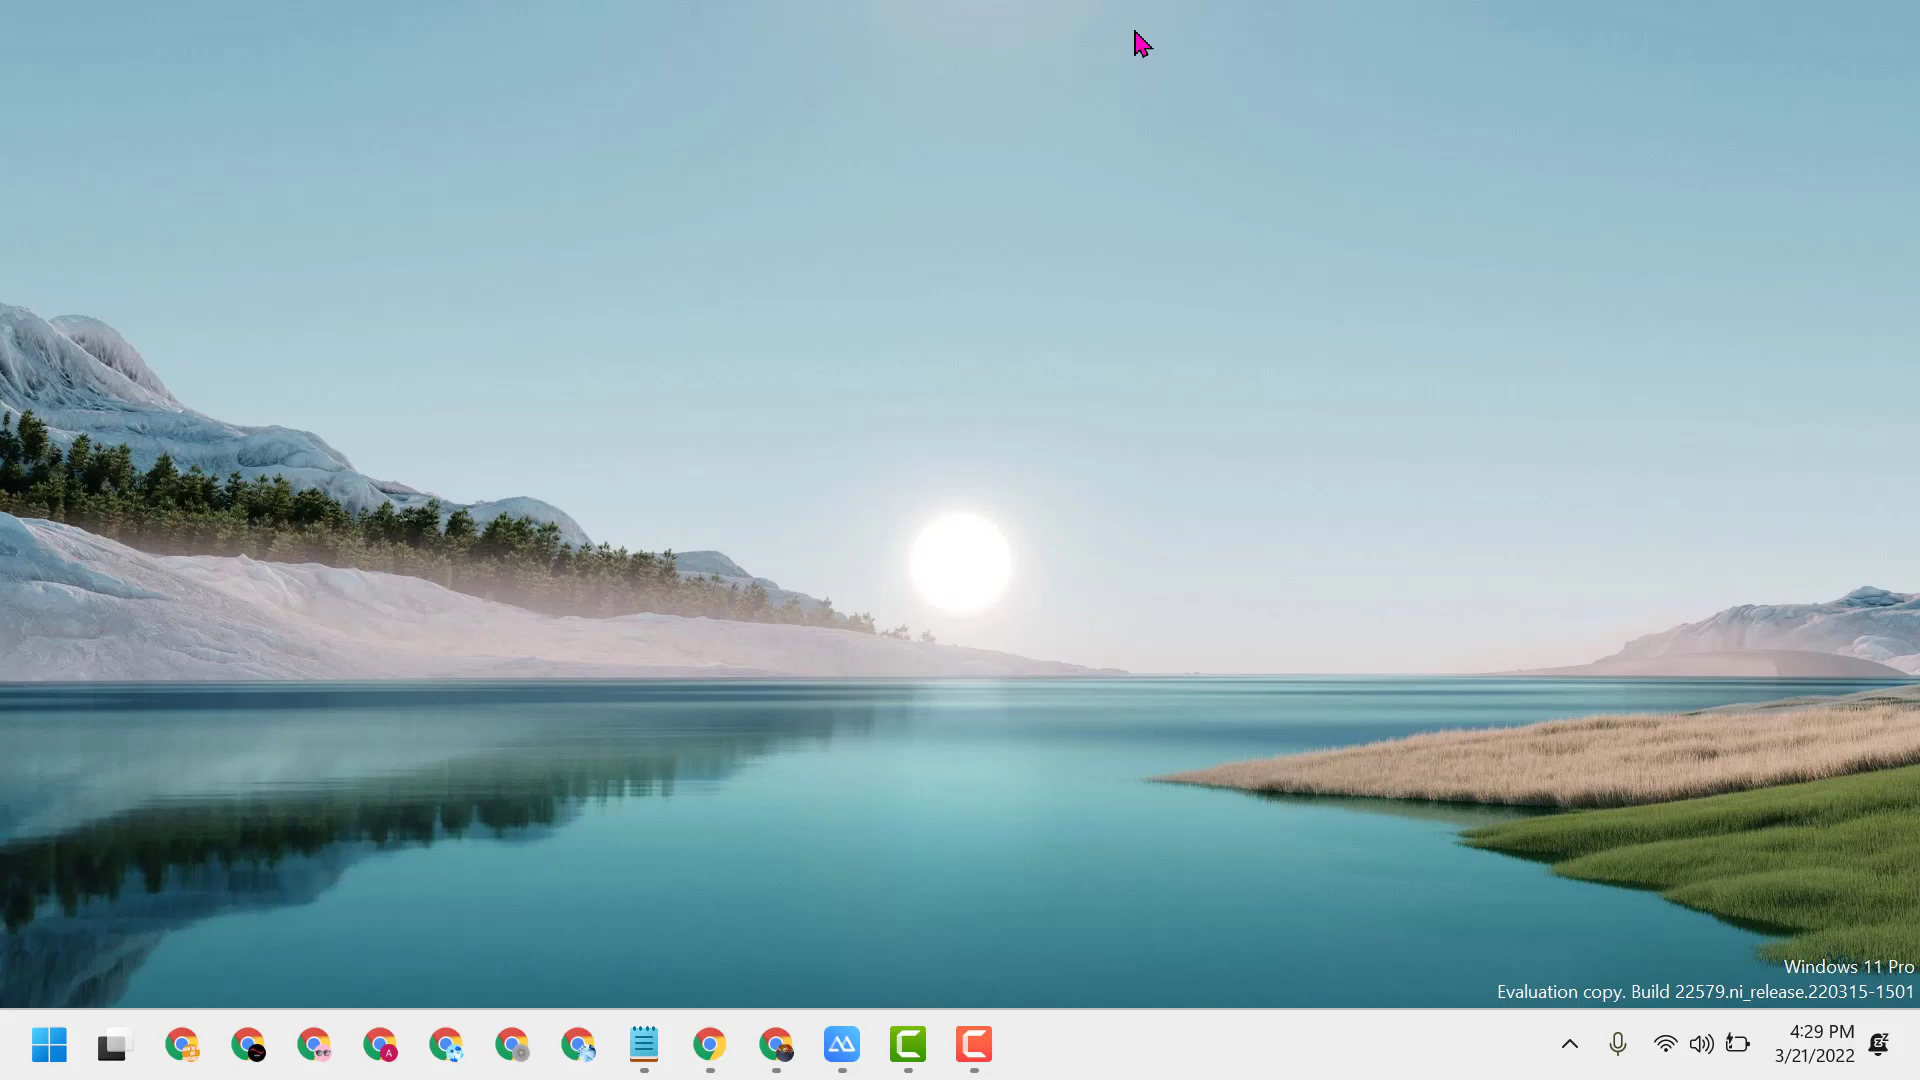 Windows 11 Pro
Evaluation copy. Build 22579.ni_release.220315-1501
A
4:29 PM
3/21/2022